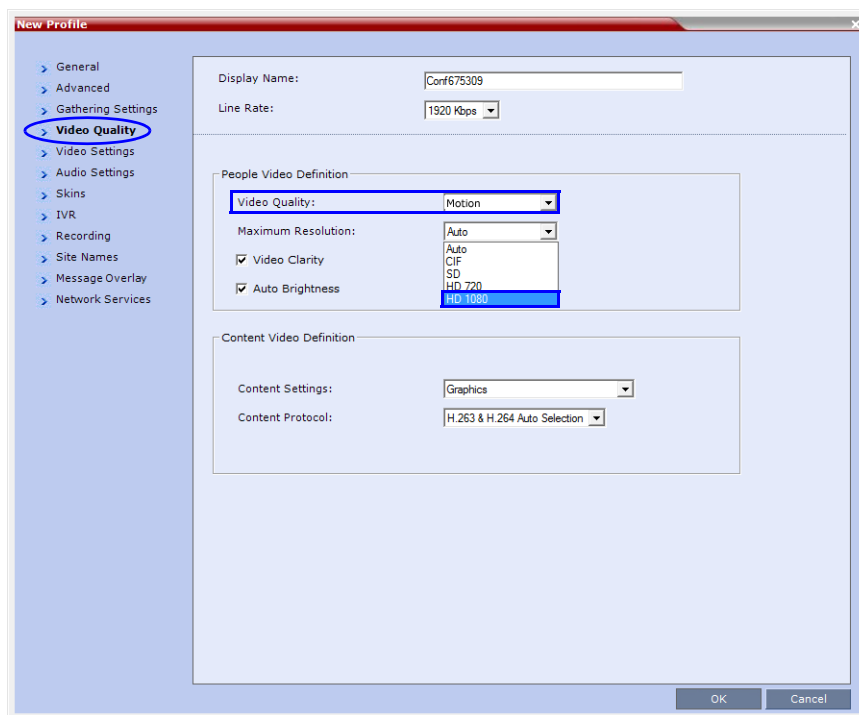 New Profile
General
Advanced
Gathering Settings
Video Quality
Video Settings
Audio Settings
Skins
IVR
Recording
Site Names
Message Overlay
Network Services
Display Name: Conf675309
Line Rate: 1920 Kbps
People Video Definition
Video Quality: Motion
Maximum Resolution: Auto
Auto
CIF
SD
HD 720
HD 1080
Video Clarity
Auto Brightness
Content Video Definition
Content Settings: Graphics
Content Protocol: H.263 & H.264 Auto Selection
OK Cancel